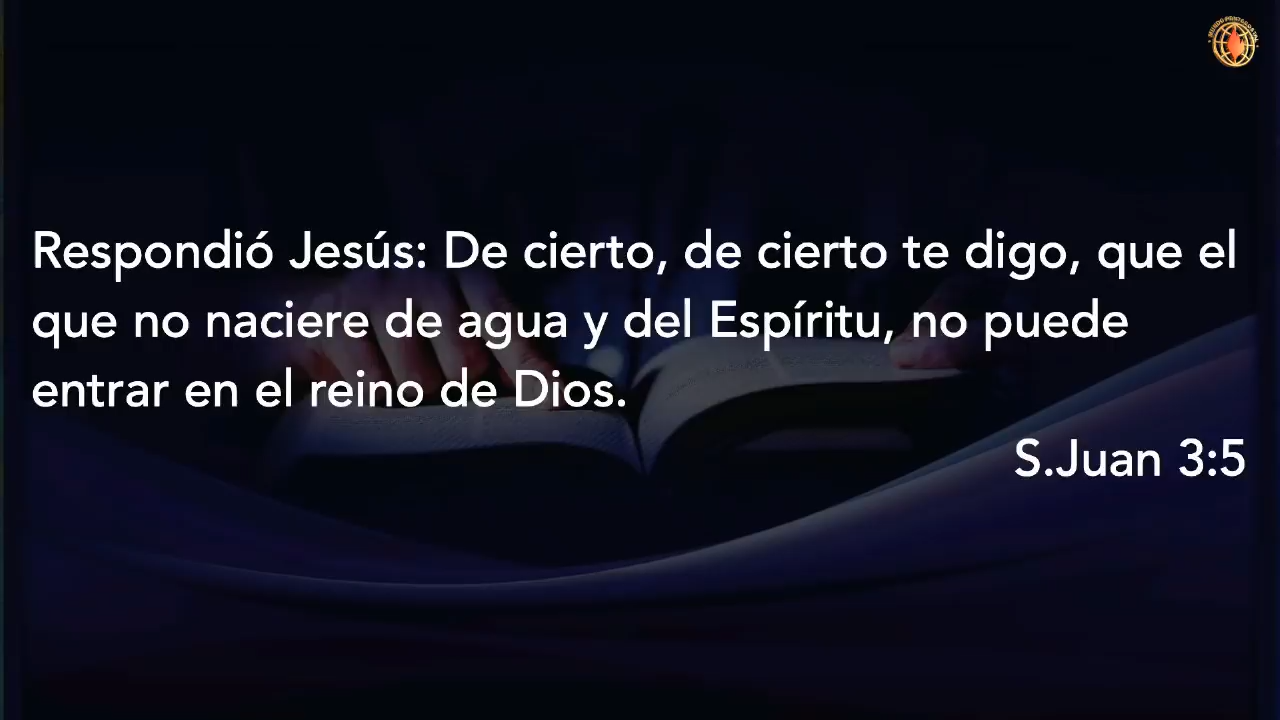 Respondió Jesús: De cierto, de cierto te digo, que el
que no naciere de agua y del Espíritu, no puede
entrar en el reino de Dios.
S.Juan 3:5